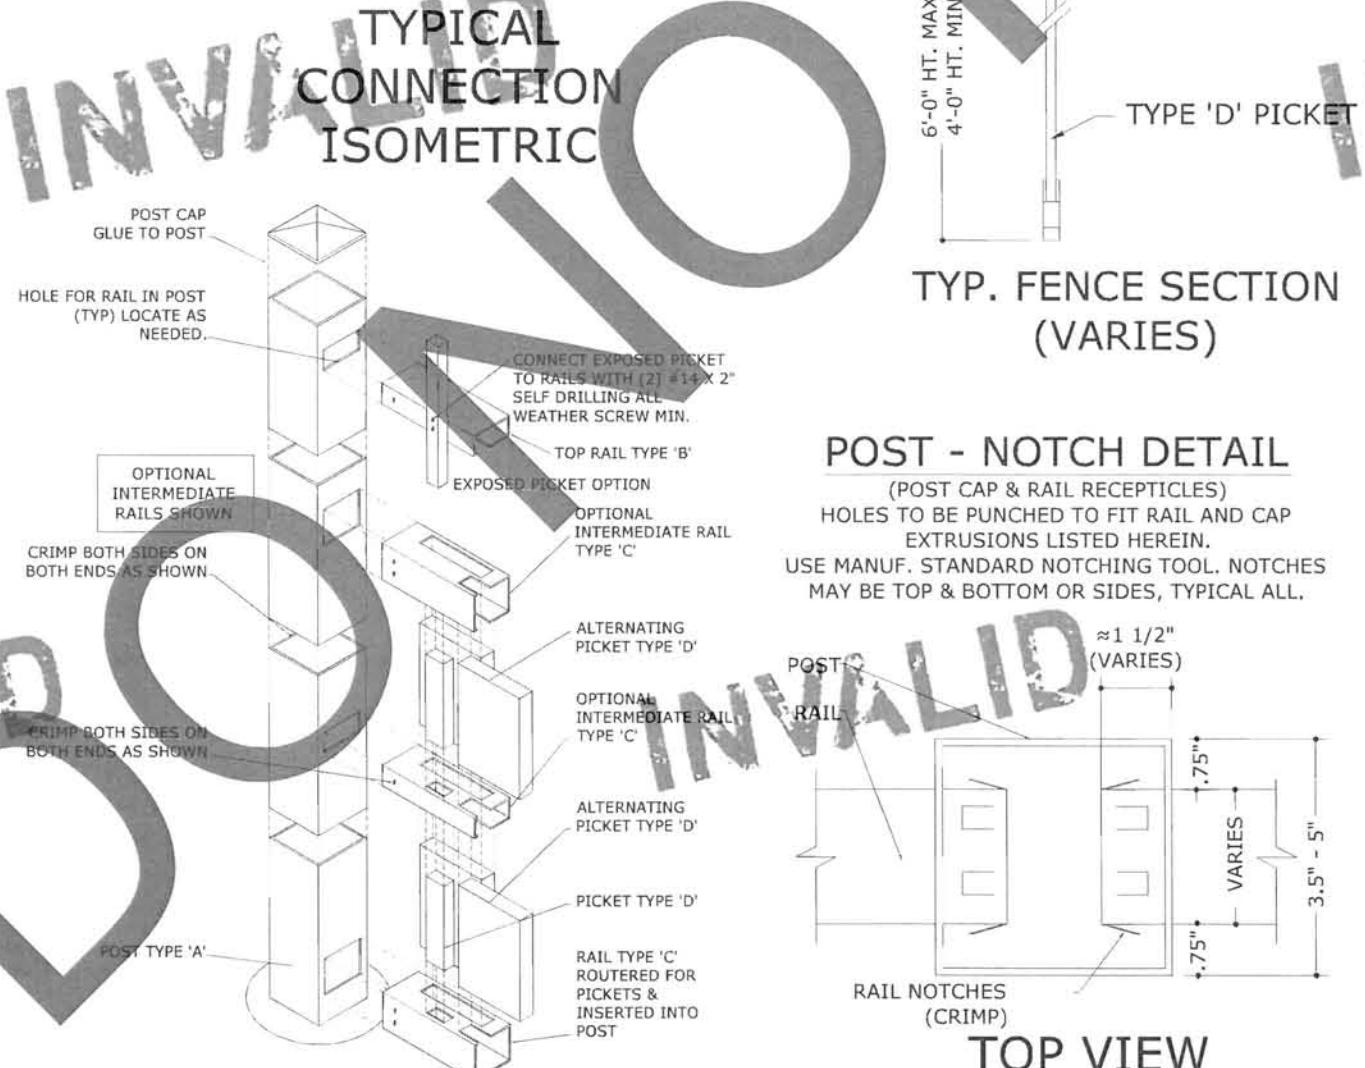 TYPICAL
CONNECTION
ISOMETRIC
INVALID
POST CAP
GLUE TO POST
HOLE FOR RAIL IN POST
(TYP) LOCATE AS
NEEDED.
CONNECT EXPOSED PICKET
TO RAILS WITH (2) #14 X 2"
SELF DRILLING ALL
WEATHER SCREW MIN.
TOP RAIL TYPE 'B'
EXPOSED PICKET OPTION
OPTIONAL
INTERMEDIATE
RAILS SHOWN
OPTIONAL
INTERMEDIATE RAIL
TYPE 'C'
CRIMP BOTH SIDES ON
BOTH ENDS AS SHOWN
ALTERNATING
PICKET TYPE 'D'
OPTIONAL
INTERMEDIATE RAIL
TYPE 'C'
CRIMP BOTH SIDES ON
BOTH ENDS AS SHOWN
ALTERNATING
PICKET TYPE 'D'
PICKET TYPE 'D'
POST TYPE 'A'
RAIL TYPE 'C'
ROUTERED FOR
PICKETS &
INSERTED INTO
POST
DO NO
6'-0" HT. MAX
4'-0" HT. MIN
TYPE 'D' PICKET
TYP. FENCE SECTION
(VARIES)
POST - NOTCH DETAIL
(POST CAP & RAIL RECEPTICLES)
HOLES TO BE PUNCHED TO FIT RAIL AND CAP
EXTRUSIONS LISTED HEREIN.
USE MANUF. STANDARD NOTCHING TOOL. NOTCHES
MAY BE TOP & BOTTOM OR SIDES, TYPICAL ALL.
INVALID
≈1 1/2"
(VARIES)
POST
RAIL
.75"
VARIES
3.5" - 5"
.75"
RAIL NOTCHES
(CRIMP)
TOP VIEW